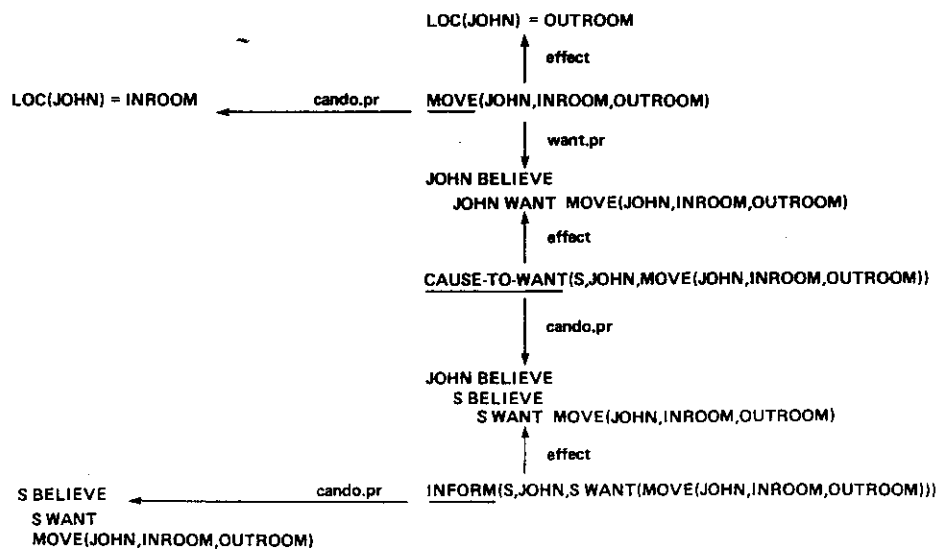 LOC(JOHN) = OUTROOM
effect
LOC(JOHN) = INROOM
cando.pr
MOVE(JOHN,INROOM,OUTROOM)
want.pr
JOHN BELIEVE
JOHN WANT MOVE(JOHN,INROOM,OUTROOM)
effect
CAUSE-TO-WANT(S,JOHN,MOVE(JOHN,INROOM,OUTROOM))
cando.pr
JOHN BELIEVE
S BELIEVE
S WANT MOVE(JOHN,INROOM,OUTROOM)
effect
S BELIEVE
S WANT
MOVE(JOHN,INROOM,OUTROOM)
cando.pr
INFORM(S,JOHN,S WANT(MOVE(JOHN,INROOM,OUTROOM)))